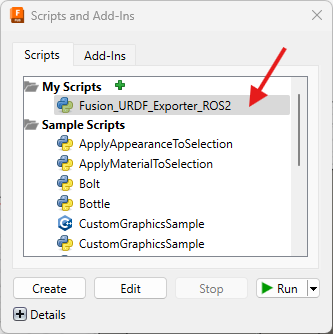 Scripts and Add-Ins
Scripts
Add-Ins
My Scripts
Fusion_URDF_Exporter_ROS2
Sample Scripts
ApplyAppearanceToSelection
ApplyMaterialToSelection
Bolt
Bottle
CustomGraphicsSample
CustomGraphicsSample
Create
Edit
Stop
Run
Details